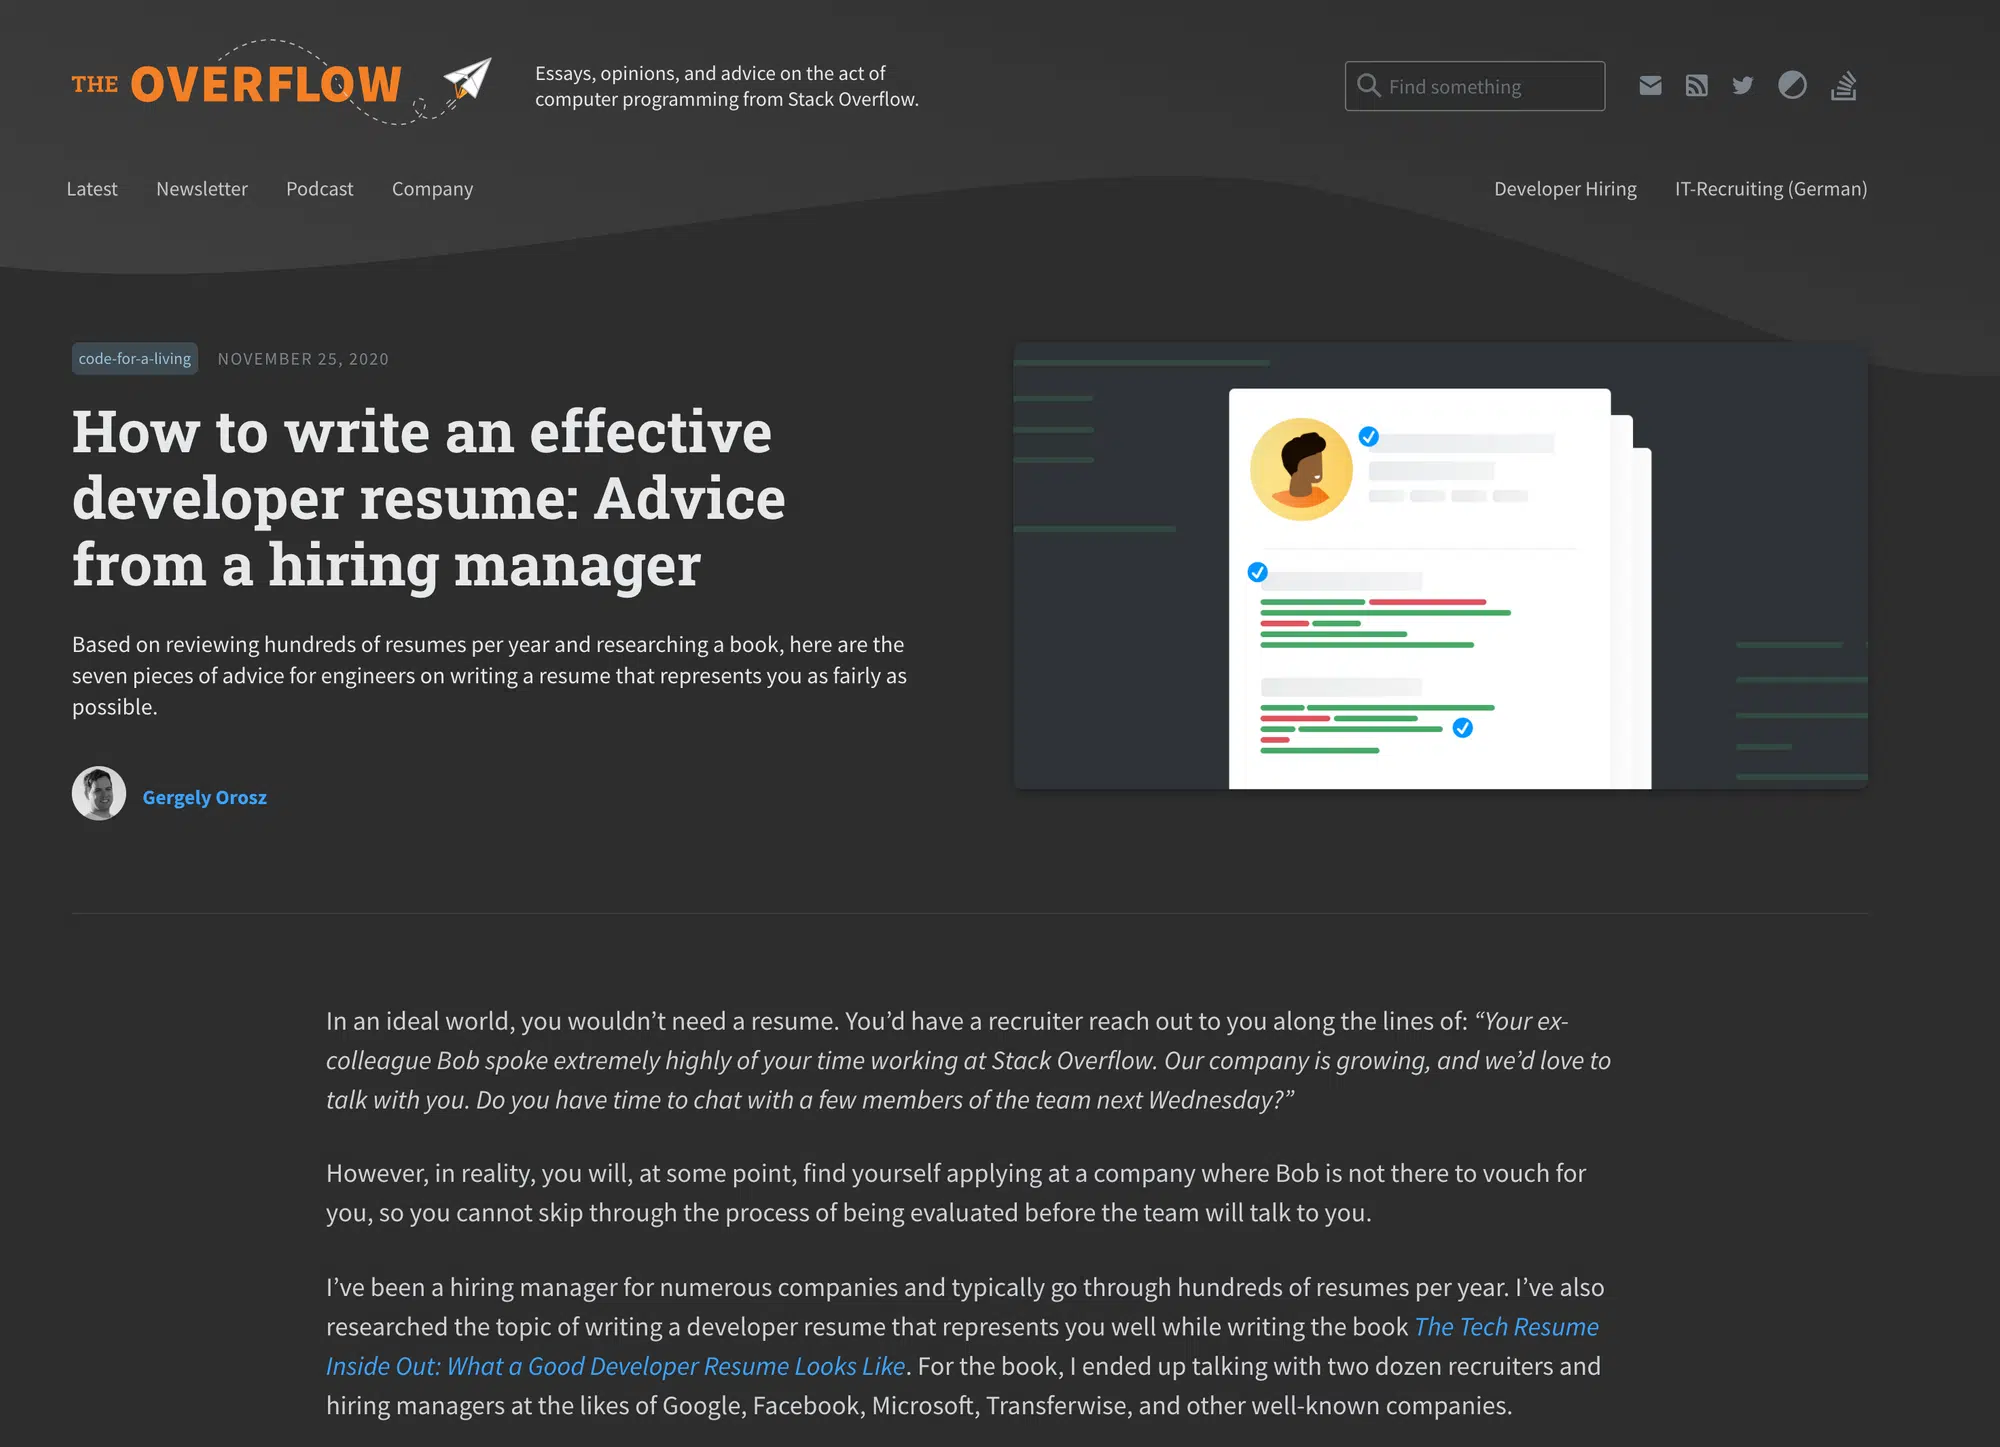 THE OVERFLOW
Essays, opinions, and advice on the act of
computer programming from Stack Overflow.
Find something
Latest Newsletter Podcast Company
Developer Hiring IT-Recruiting (German)
code-for-a-living NOVEMBER 25, 2020
How to write an effective
developer resume: Advice
from a hiring manager
Based on reviewing hundreds of resumes per year and researching a book, here are the
seven pieces of advice for engineers on writing a resume that represents you as fairly as
possible.
Gergely Orosz
In an ideal world, you wouldn’t need a resume. You’d have a recruiter reach out to you along the lines of: “Your ex-
colleague Bob spoke extremely highly of your time working at Stack Overflow. Our company is growing, and we’d love to
talk with you. Do you have time to chat with a few members of the team next Wednesday?”
However, in reality, you will, at some point, find yourself applying at a company where Bob is not there to vouch for
you, so you cannot skip through the process of being evaluated before the team will talk to you.
I’ve been a hiring manager for numerous companies and typically go through hundreds of resumes per year. I’ve also
researched the topic of writing a developer resume that represents you well while writing the book The Tech Resume
Inside Out: What a Good Developer Resume Looks Like. For the book, I ended up talking with two dozen recruiters and
hiring managers at the likes of Google, Facebook, Microsoft, Transferwise, and other well-known companies.